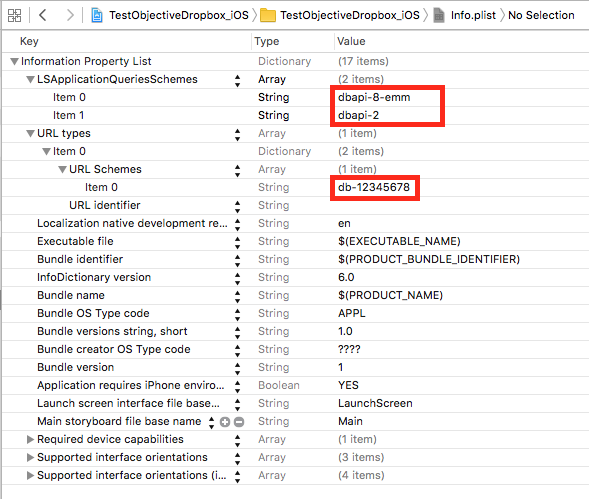 TestObjectiveDropbox_iOS TestObjectiveDropbox_iOS Info.plist No Selection
Key Type Value
Information Property List Dictionary (17 items)
LSApplicationQueriesSchemes Array (2 items)
Item 0 String dbapi-8-emm
Item 1 String dbapi-2
URL types Array (1 item)
Item 0 Dictionary (2 items)
URL Schemes Array (1 item)
Item 0 String db-12345678
URL identifier String
Localization native development re... String en
Executable file String $(EXECUTABLE_NAME)
Bundle identifier String $(PRODUCT_BUNDLE_IDENTIFIER)
InfoDictionary version String 6.0
Bundle name String $(PRODUCT_NAME)
Bundle OS Type code String APPL
Bundle versions string, short String 1.0
Bundle creator OS Type code String ????
Bundle version String 1
Application requires iPhone enviro... Boolean YES
Launch screen interface file base... String LaunchScreen
Main storyboard file base name String Main
Required device capabilities Array (1 item)
Supported interface orientations Array (3 items)
Supported interface orientations (i... Array (4 items)